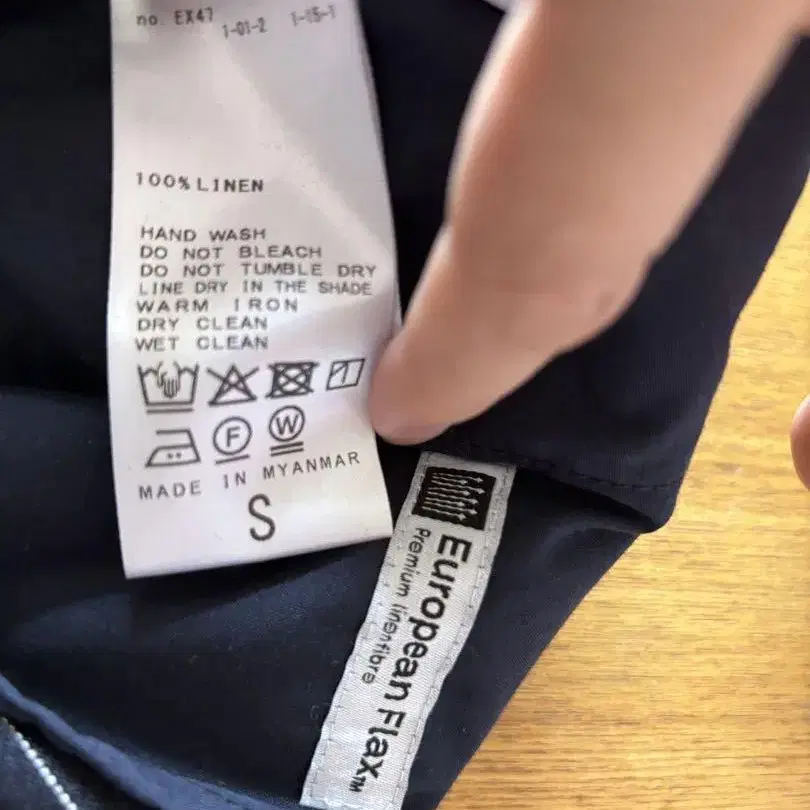 no. EX47
1-01-2 1-15-1
100% LINEN
HAND WASH
DO NOT BLEACH
DO NOT TUMBLE DRY
LINE DRY IN THE SHADE
WARM IRON
DRY CLEAN
WET CLEAN
F
W
MADE IN MYANMAR
S
European Flax™
Premium linenfibre